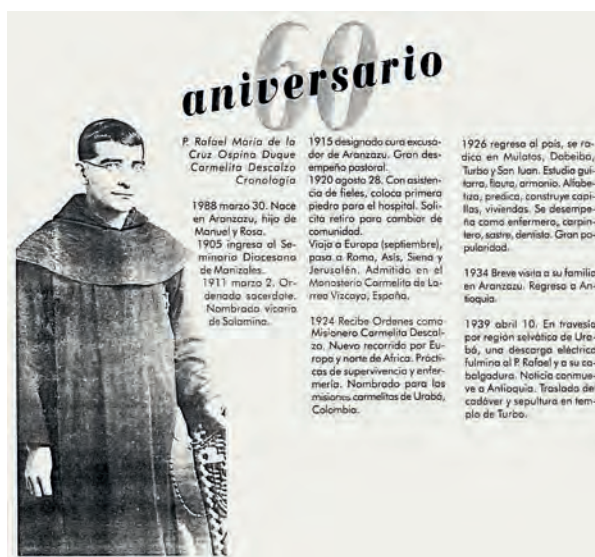 60
aniversario
P. Rafael María de la
Cruz Ospina Duque
Carmelita Descalzo
Cronología
1988 marzo 30. Nace
en Aranzazu, hijo de
Manuel y Rosa.
1905 ingresa al Se-
minario Diocesano
de Manizales.
1911 marzo 2. Or-
denado sacerdote.
Nombrado vicario
de Salamina.
1915 designado cura excusa-
dor de Aranzazu. Gran des-
empeño pastoral.
1920 agosto 28. Con asisten-
cia de fieles, coloca primera
piedra para el hospital. Soli-
cita retiro para cambiar de
comunidad.
Viaja a Europa (septiembre),
pasa a Roma, Asís, Siena y
Jerusalén. Admitido en el
Monasterio Carmelita de La-
rrea Vizcaya, España.
1924 Recibe Ordenes como
Misionero Carmelita Descal-
zo. Nuevo recorrido por Eu-
ropa y norte de Africa. Prácti-
cas de supervivencia y enfer-
mería. Nombrado para las
misiones carmelitas de Urabá,
Colombia.
1926 regresa al país, se ra-
dica en Mulatos, Dabeiba,
Turbo y San Juan. Estudia gui-
tarra, flauta, armonio. Alfabe-
tiza, predica, construye capi-
llas, viviendas. Se desempe-
ña como enfermero, carpin-
tero, sastre, dentista. Gran po-
pularidad.
1934 Breve visita a su familia
en Aranzazu. Regresa a An-
tioquia.
1939 abril 10. En travesía
por región selvática de Ura-
bá, una descarga eléctrica
fulmina al P. Rafael y a su ca-
balgadura. Noticia conmue-
ve a Antioquia. Traslado de
cadáver y sepultura en tem-
plo de Turbo.